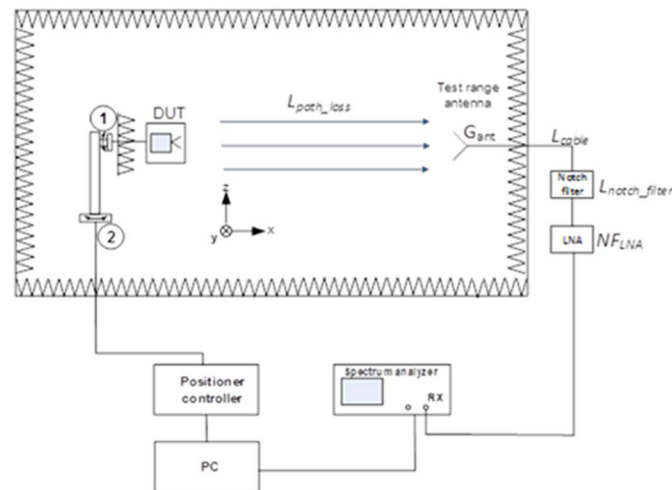 1
DUT
L_path_loss
Test range
antenna
G_ant
L_cable
Notch
filter
L_notch_filter
LNA
NF_LNA
2
z
y
x
Positioner
controller
Spectrum analyzer
RX
PC